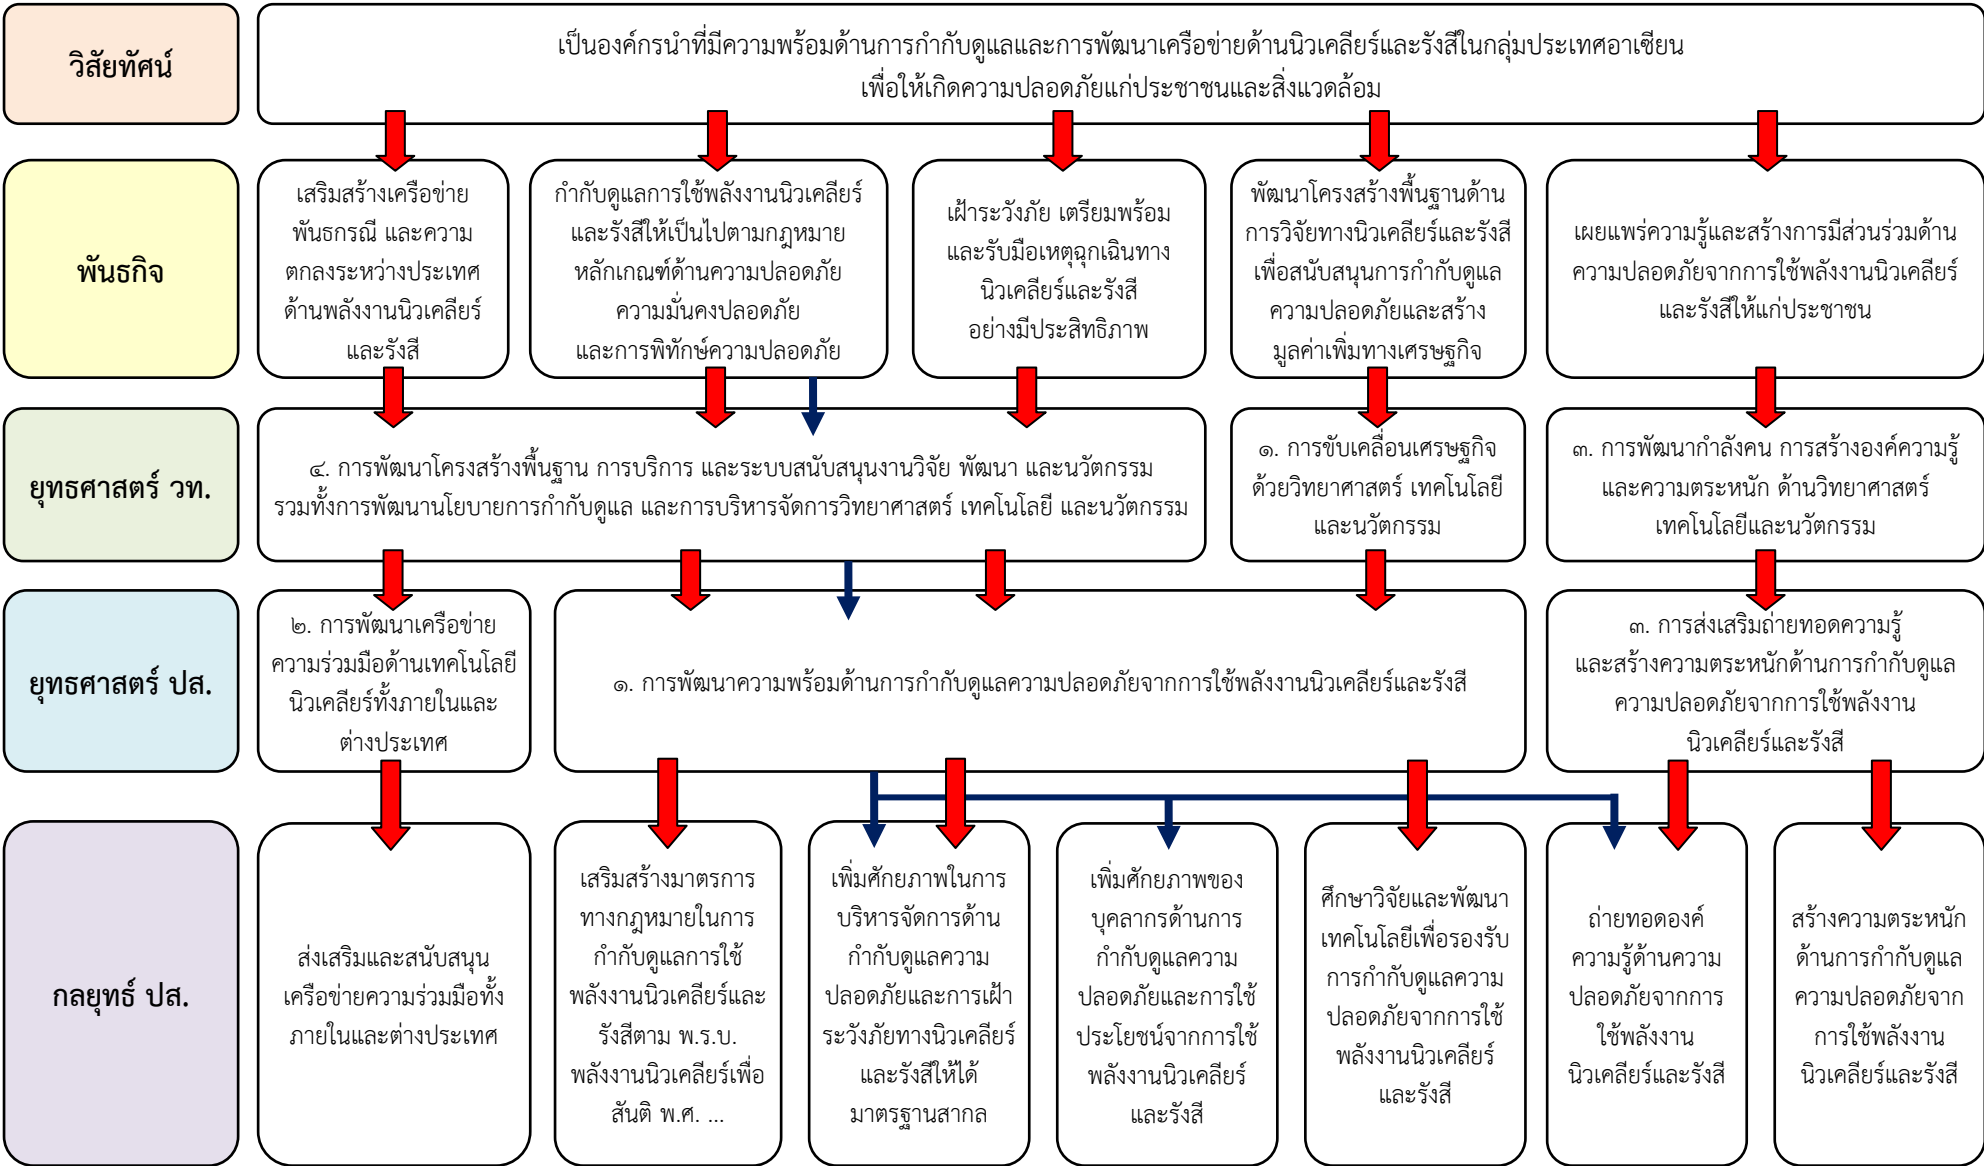 วิสัยทัศน์
เป็นองค์กรนำที่มีความพร้อมด้านการกำกับดูแลและการพัฒนาเครือข่ายด้านนิวเคลียร์และรังสีในกลุ่มประเทศอาเซียน
เพื่อให้เกิดความปลอดภัยแก่ประชาชนและสิ่งแวดล้อม
พันธกิจ
เสริมสร้างเครือข่าย
พันธกรณี และความ
ตกลงระหว่างประเทศ
ด้านพลังงานนิวเคลียร์
และรังสี
กำกับดูแลการใช้พลังงานนิวเคลียร์
และรังสีให้เป็นไปตามกฎหมาย
หลักเกณฑ์ด้านความปลอดภัย
ความมั่นคงปลอดภัย
และการพิทักษ์ความปลอดภัย
เฝ้าระวังภัย เตรียมพร้อม
และรับมือเหตุฉุกเฉินทาง
นิวเคลียร์และรังสี
อย่างมีประสิทธิภาพ
พัฒนาโครงสร้างพื้นฐานด้าน
การวิจัยทางนิวเคลียร์และรังสี
เพื่อสนับสนุนการกำกับดูแล
ความปลอดภัยและสร้าง
มูลค่าเพิ่มทางเศรษฐกิจ
เผยแพร่ความรู้และสร้างการมีส่วนร่วมด้าน
ความปลอดภัยจากการใช้พลังงานนิวเคลียร์
และรังสีให้แก่ประชาชน
ยุทธศาสตร์ วท.
๔. การพัฒนาโครงสร้างพื้นฐาน การบริการ และระบบสนับสนุนงานวิจัย พัฒนา และนวัตกรรม
รวมทั้งการพัฒนานโยบายการกำกับดูแล และการบริหารจัดการวิทยาศาสตร์ เทคโนโลยี และนวัตกรรม
๑. การขับเคลื่อนเศรษฐกิจ
ด้วยวิทยาศาสตร์ เทคโนโลยี
และนวัตกรรม
๓. การพัฒนากำลังคน การสร้างองค์ความรู้
และความตระหนัก ด้านวิทยาศาสตร์
เทคโนโลยีและนวัตกรรม
ยุทธศาสตร์ ปส.
๒. การพัฒนาเครือข่าย
ความร่วมมือด้านเทคโนโลยี
นิวเคลียร์ทั้งภายในและ
ต่างประเทศ
๑. การพัฒนาความพร้อมด้านการกำกับดูแลความปลอดภัยจากการใช้พลังงานนิวเคลียร์และรังสี
๓. การส่งเสริมถ่ายทอดความรู้
และสร้างความตระหนักด้านการกำกับดูแล
ความปลอดภัยจากการใช้พลังงาน
นิวเคลียร์และรังสี
กลยุทธ์ ปส.
ส่งเสริมและสนับสนุน
เครือข่ายความร่วมมือทั้ง
ภายในและต่างประเทศ
เสริมสร้างมาตรการ
ทางกฎหมายในการ
กำกับดูแลการใช้
พลังงานนิวเคลียร์และ
รังสีตาม พ.ร.บ.
พลังงานนิวเคลียร์เพื่อ
สันติ พ.ศ. ...
เพิ่มศักยภาพในการ
บริหารจัดการด้าน
กำกับดูแลความ
ปลอดภัยและการเฝ้า
ระวังภัยทางนิวเคลียร์
และรังสีให้ได้
มาตรฐานสากล
เพิ่มศักยภาพของ
บุคลากรด้านการ
กำกับดูแลความ
ปลอดภัยและการใช้
ประโยชน์จากการใช้
พลังงานนิวเคลียร์
และรังสี
ศึกษาวิจัยและพัฒนา
เทคโนโลยีเพื่อรองรับ
การกำกับดูแลความ
ปลอดภัยจากการใช้
พลังงานนิวเคลียร์
และรังสี
ถ่ายทอดองค์
ความรู้ด้านความ
ปลอดภัยจากการ
ใช้พลังงาน
นิวเคลียร์และรังสี
สร้างความตระหนัก
ด้านการกำกับดูแล
ความปลอดภัยจาก
การใช้พลังงาน
นิวเคลียร์และรังสี